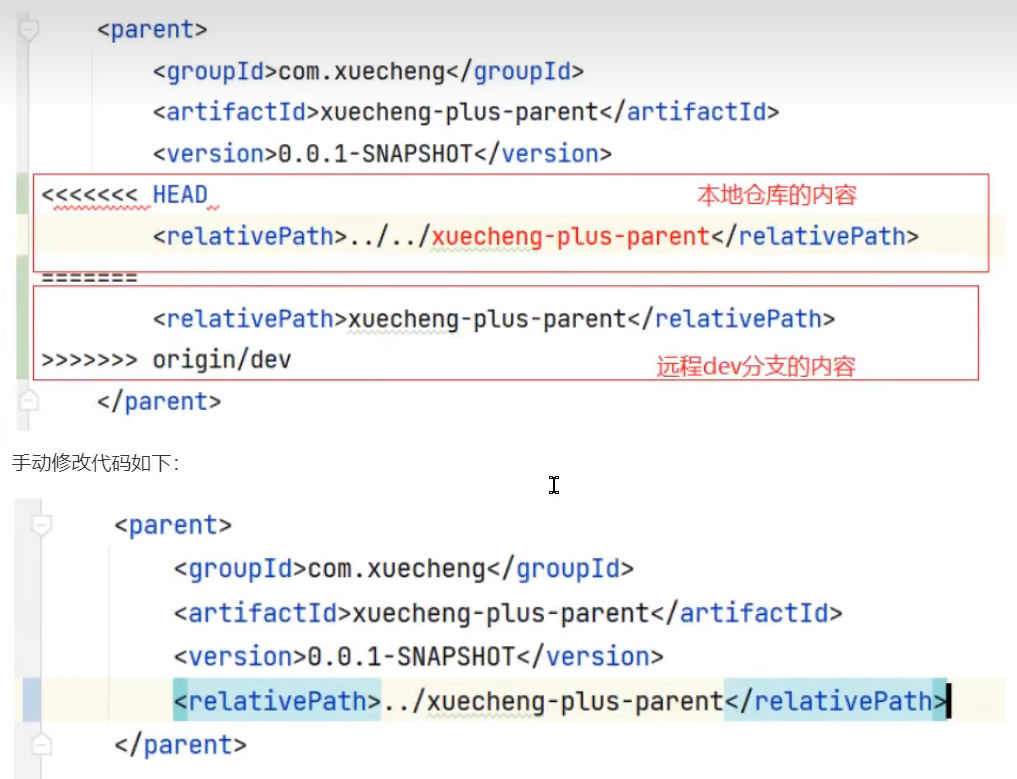 <parent>
<groupId>com.xuecheng</groupId>
<artifactId>xuecheng-plus-parent</artifactId>
<version>0.0.1-SNAPSHOT</version>
<<<<<<< HEAD 本地仓库的内容
<relativePath>../../xuecheng-plus-parent</relativePath>
=======
<relativePath>xuecheng-plus-parent</relativePath>
>>>>>>> origin/dev 远程dev分支的内容
</parent>
手动修改代码如下：
<parent>
<groupId>com.xuecheng</groupId>
<artifactId>xuecheng-plus-parent</artifactId>
<version>0.0.1-SNAPSHOT</version>
<relativePath>../xuecheng-plus-parent</relativePath>
</parent>